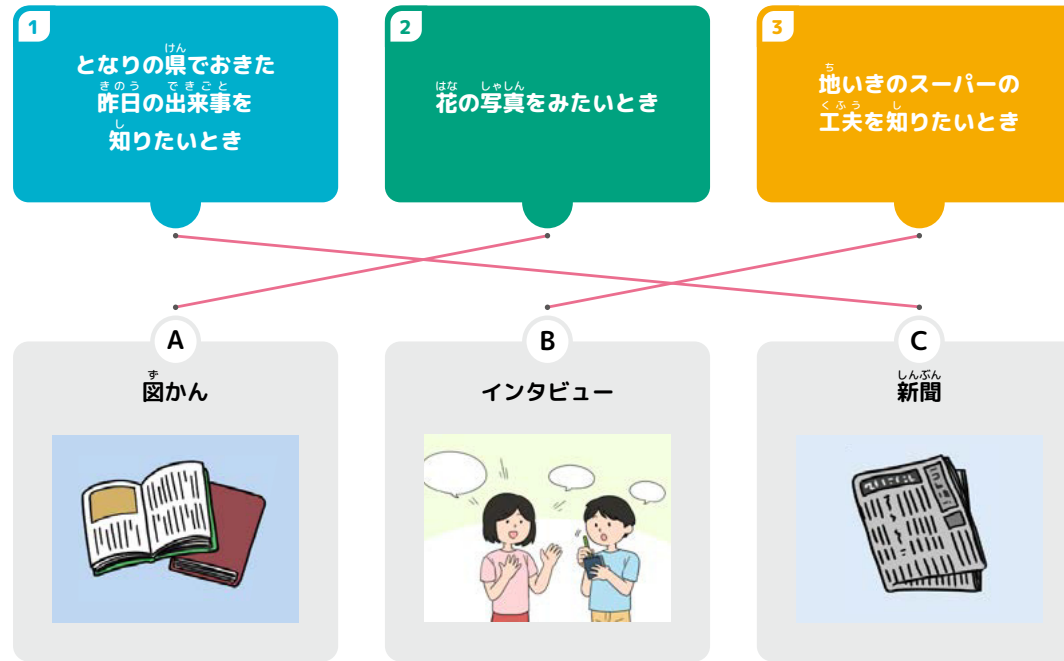 1
となりの県でおきた
昨日の出来事を
知りたいとき
2
花の写真をみたいとき
3
地いきのスーパーの
工夫を知りたいとき
A
図かん
B
インタビュー
C
新聞